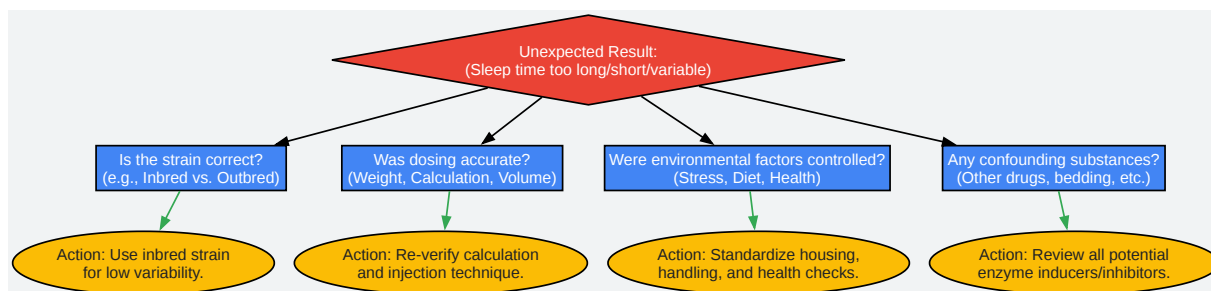 Unexpected Result:
(Sleep time too long/short/variable)
Is the strain correct?
(e.g., Inbred vs. Outbred)
Was dosing accurate?
(Weight, Calculation, Volume)
Were environmental factors controlled?
(Stress, Diet, Health)
Any confounding substances?
(Other drugs, bedding, etc.)
Action: Use inbred strain
for low variability.
Action: Re-verify calculation
and injection technique.
Action: Standardize housing,
handling, and health checks.
Action: Review all potential
enzyme inducers/inhibitors.